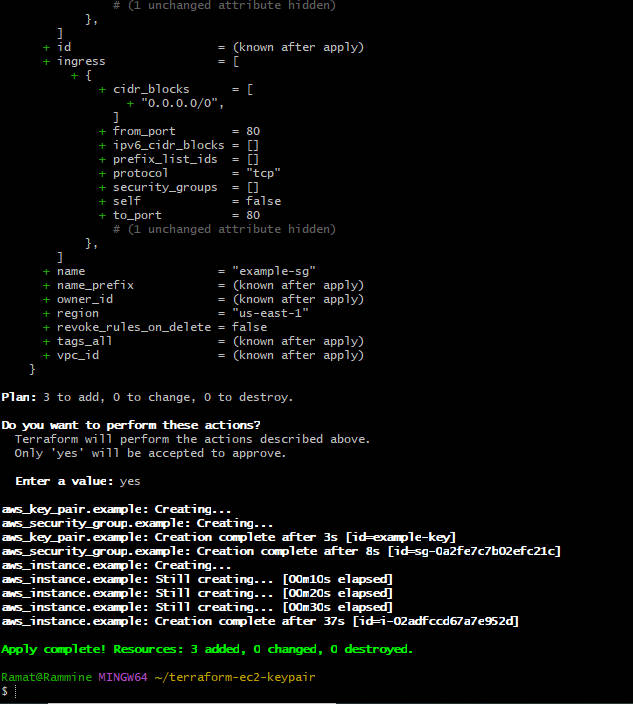 # (1 unchanged attribute hidden)
},
]
+ id = (known after apply)
+ ingress = [
+ {
+ cidr_blocks = [
+ "0.0.0.0/0",
]
+ from_port = 80
+ ipv6_cidr_blocks = []
+ prefix_list_ids = []
+ protocol = "tcp"
+ security_groups = []
+ self = false
+ to_port = 80
# (1 unchanged attribute hidden)
},
]
+ name = "example-sg"
+ name_prefix = (known after apply)
+ owner_id = (known after apply)
+ region = "us-east-1"
+ revoke_rules_on_delete = false
+ tags_all = (known after apply)
+ vpc_id = (known after apply)
}
Plan: 3 to add, 0 to change, 0 to destroy.
Do you want to perform these actions?
Terraform will perform the actions described above.
Only 'yes' will be accepted to approve.
Enter a value: yes
aws_key_pair.example: Creating...
aws_security_group.example: Creating...
aws_key_pair.example: Creation complete after 3s [id=example-key]
aws_security_group.example: Creation complete after 8s [id=sg-0a2fe7c7b02efc21c]
aws_instance.example: Creating...
aws_instance.example: Still creating... [00m10s elapsed]
aws_instance.example: Still creating... [00m20s elapsed]
aws_instance.example: Still creating... [00m30s elapsed]
aws_instance.example: Creation complete after 37s [id=i-02adfccd67a7e952d]
Apply complete! Resources: 3 added, 0 changed, 0 destroyed.
Ramat@Rammine MINGW64 ~/terraform-ec2-keypair
$